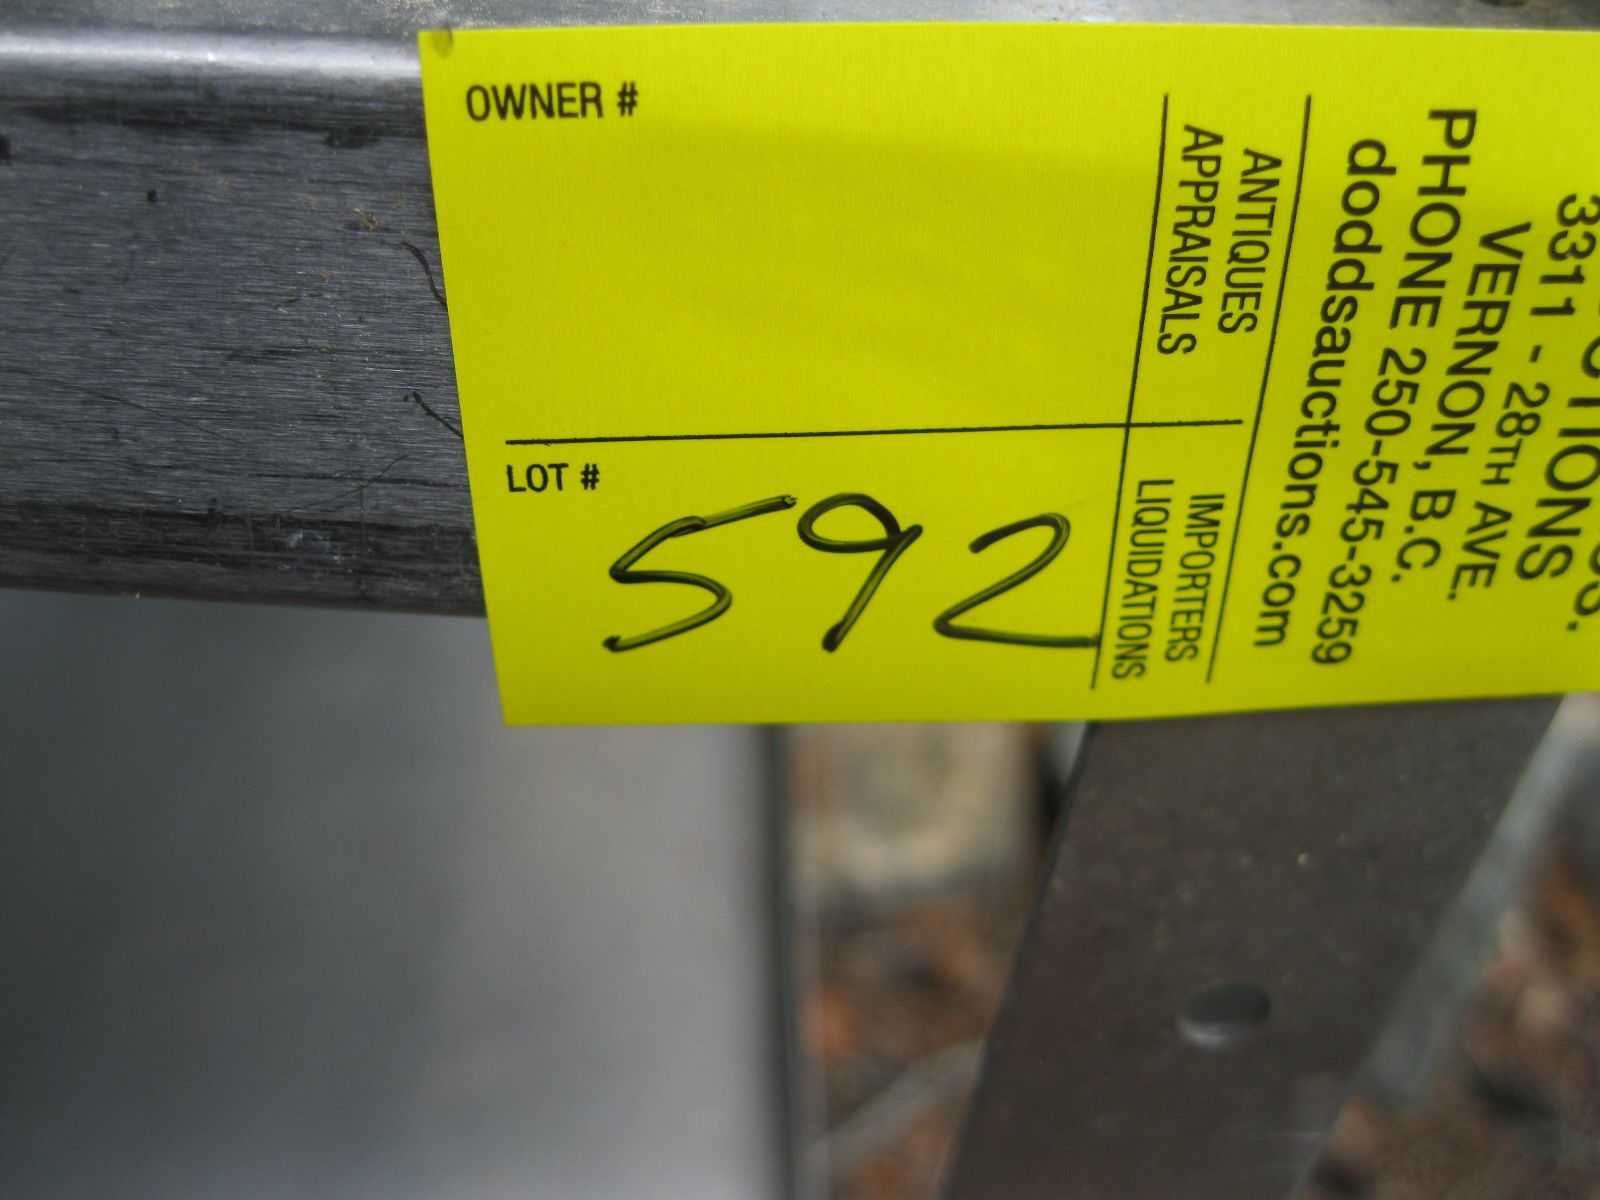 OWNER #
LOT #
592
ANTIQUES
APPRAISALS
IMPORTERS
LIQUIDATIONS
3311 - 28TH AVE.
VERNON, B.C.
PHONE 250-545-3259
doddsauctions.com